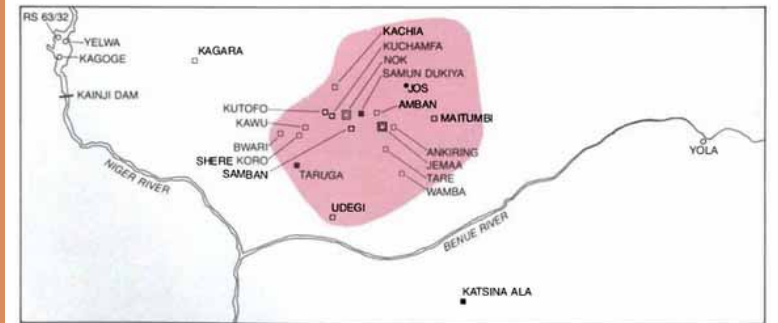 RS 63/32
YELWA
KAGOGE
KAINJI DAM
KAGARA
KACHIA
KUCHAMFA
NOK
SAMUN DUKIYA
JOS
AMBAN
MAITUMBI
KUTOFO
KAWU
BWARI
SHERE KORO
SAMBAN
TARUGA
ANKIRING
JEMAA
TARE
WAMBA
UDEGI
NIGER RIVER
BENUE RIVER
YOLA
KATSINA ALA